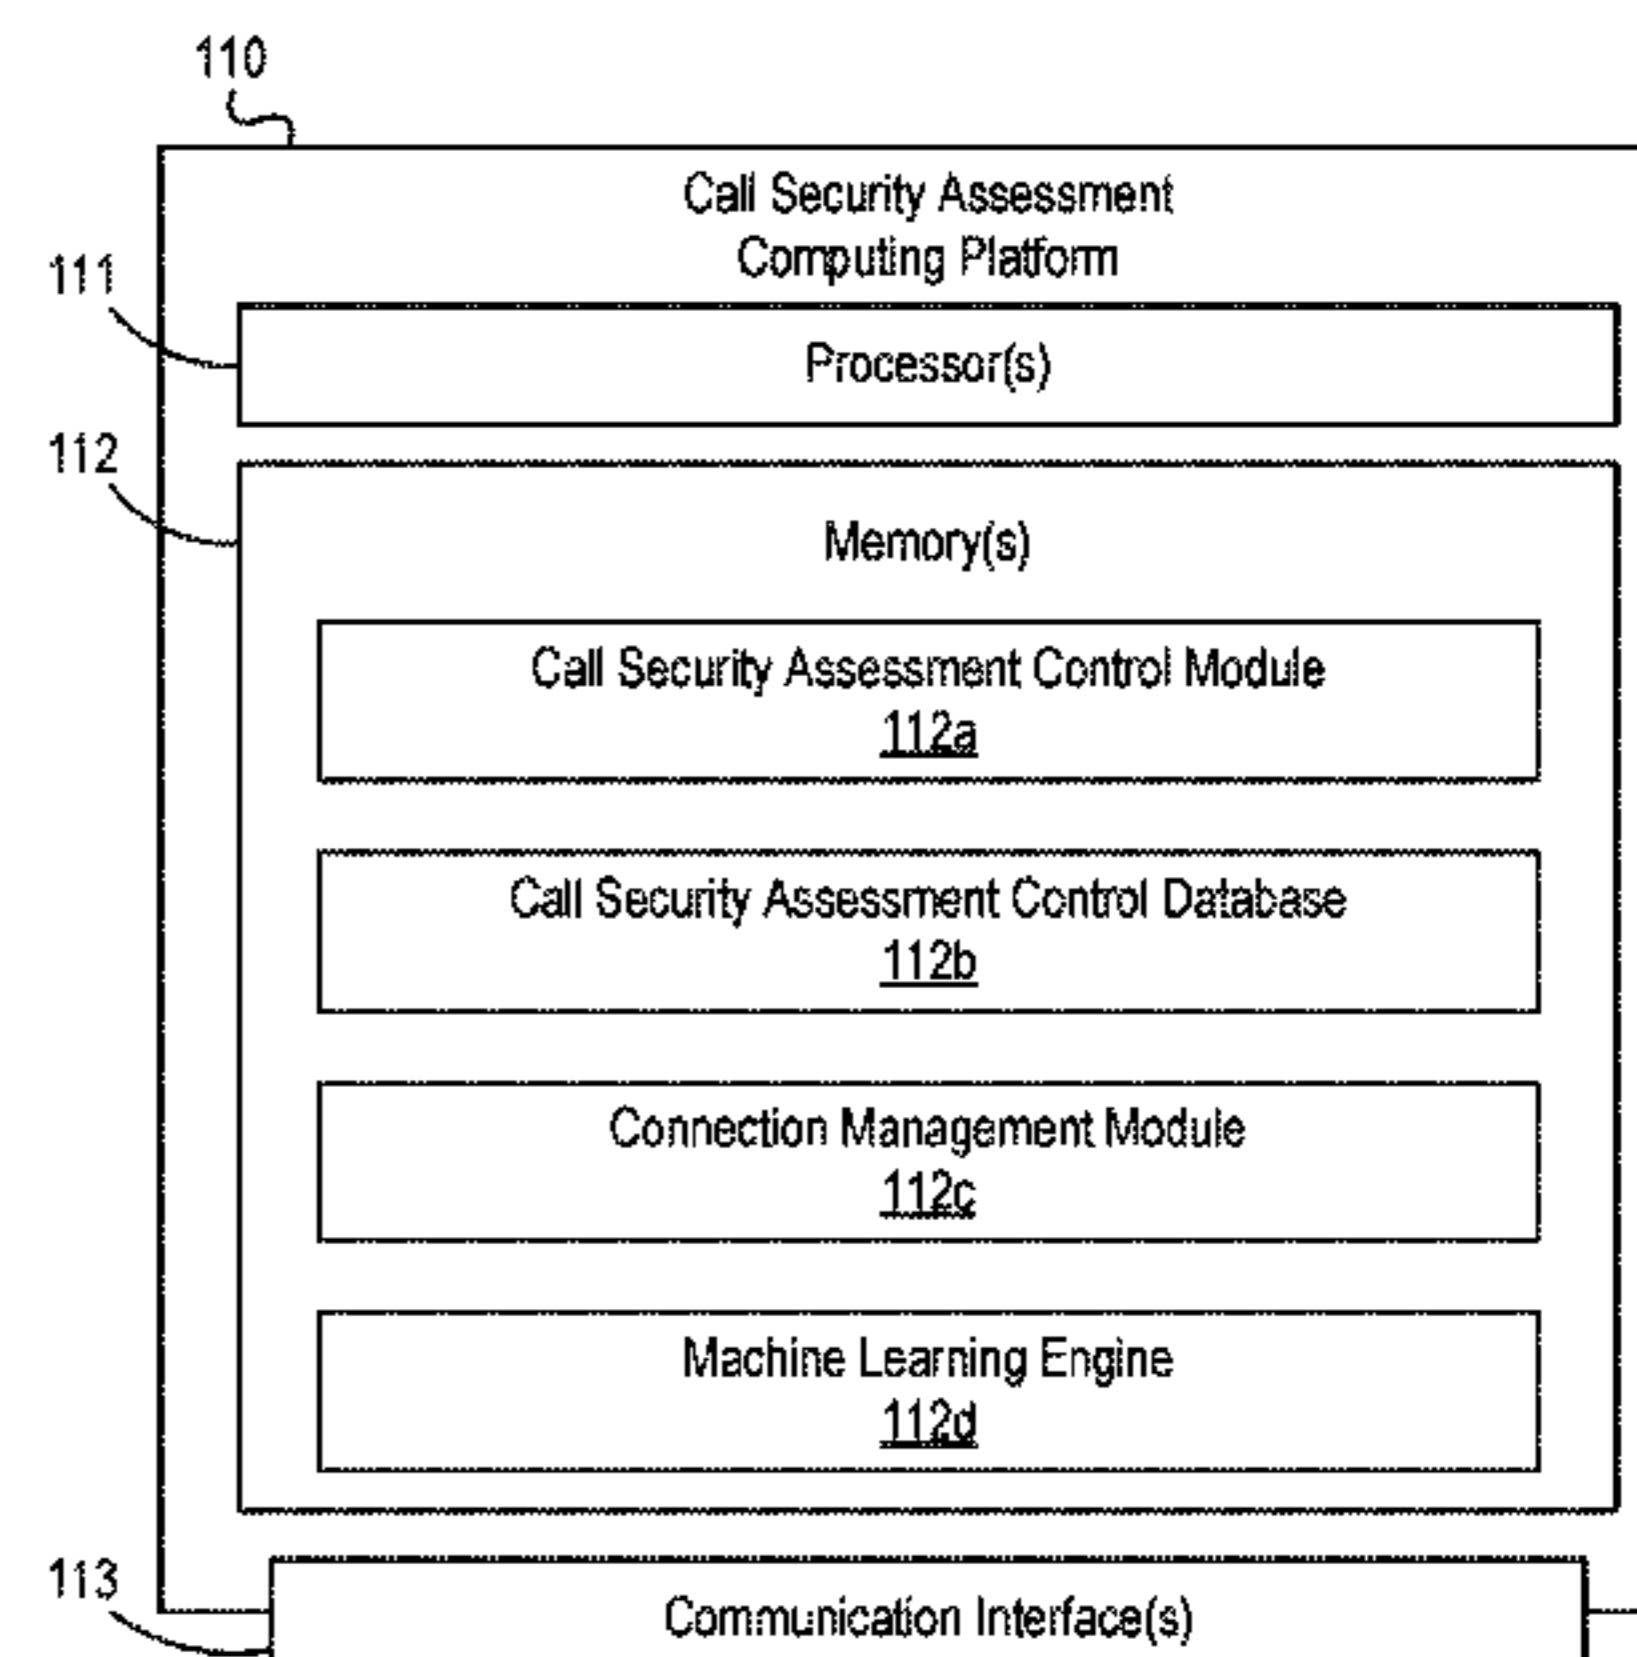 110
Call Security Assessment
Computing Platform
111
Processor(s)
112
Memory(s)
Call Security Assessment Control Module
112a
Call Security Assessment Control Database
112b
Connection Management Module
112c
Machine Learning Engine
112d
113
Communication Interface(s)